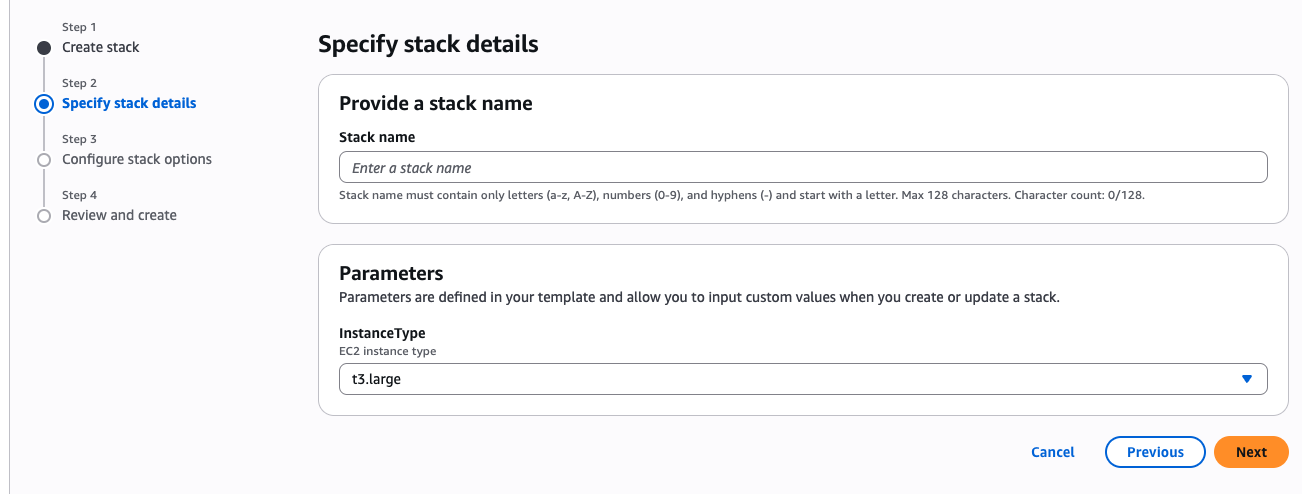 Step 1
Create stack
Step 2
Specify stack details
Step 3
Configure stack options
Step 4
Review and create
Specify stack details
Provide a stack name
Stack name
Enter a stack name
Stack name must contain only letters (a-z, A-Z), numbers (0-9), and hyphens (-) and start with a letter. Max 128 characters. Character count: 0/128.
Parameters
Parameters are defined in your template and allow you to input custom values when you create or update a stack.
InstanceType
EC2 instance type
t3.large
Cancel
Previous
Next